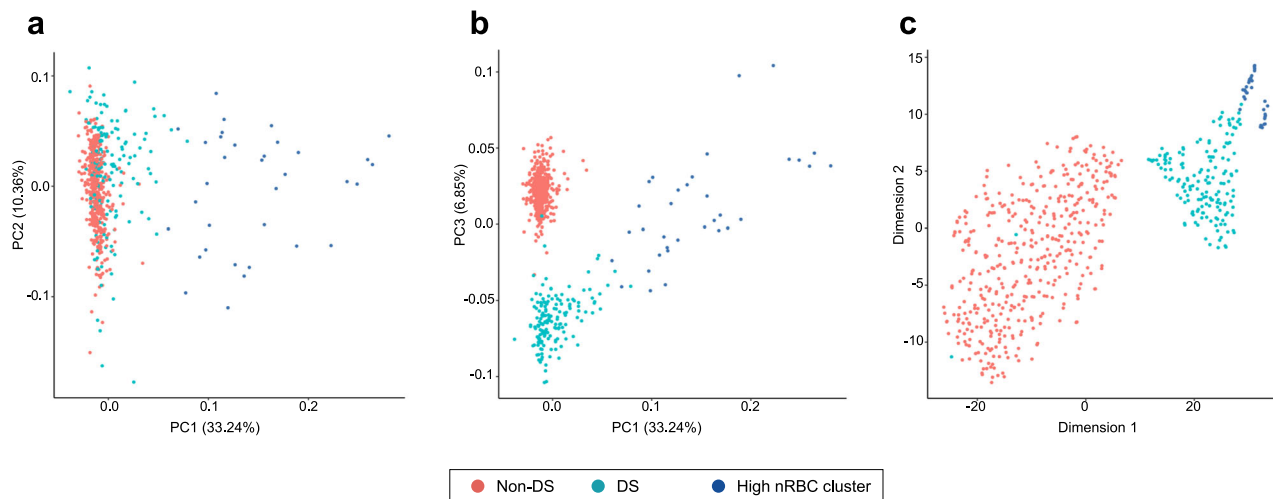 a
PC2 (10.36%)
0.1
0.0
-0.1
0.0 0.1 0.2
PC1 (33.24%)
b
PC3 (6.85%)
0.1
0.05
0.0
-0.05
-0.1
0.0 0.1 0.2
PC1 (33.24%)
c
Dimension 2
15
10
5
0
-5
-10
-20 0 20
Dimension 1
Non-DS DS High nRBC cluster